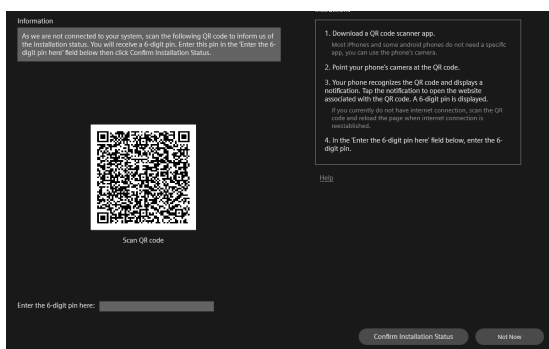 Information
As we are not connected to your system, scan the following QR code to inform us of
the installation status. You will receive a 6-digit pin. Enter this pin in the 'Enter the 6-
digit pin here' field below then click Confirm Installation Status.
Scan QR code
Enter the 6-digit pin here:
1. Download a QR code scanner app.
Most iPhones and some android phones do not need a specific
app, you can use the phone's camera.
2. Point your phone's camera at the QR code.
3. Your phone recognizes the QR code and displays a
notification. Tap the notification to open the website
associated with the QR code. A 6-digit pin is displayed.
If you currently do not have internet connection, scan the QR
code and reload the page when internet connection is
reestablished.
4. In the 'Enter the 6-digit pin here' field below, enter the 6-
digit pin.
Help
Confirm Installation Status
Not Now